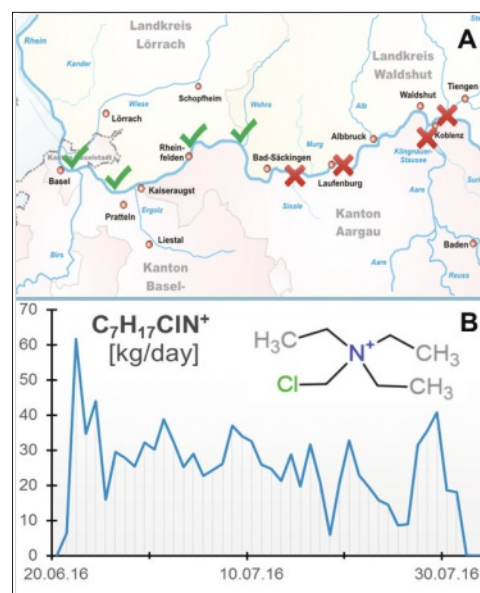 Landkreis
Lörrach
A
Rhein
Kander
Landkreis
Waldshut
Wiese
Schopfheim
Wehra
Alb
Waldshut
Tiengen
Lörrach
Rhein-
felden
Murg
Albbruck
Koblenz
Basel
Bad-Säckingen
Klingnauer-
Stausee
Kaiseraugst
Laufenburg
Pratteln
Ergolz
Sissle
Aare
Liestal
Kanton
Aargau
Birs
Kanton
Basel-
Baden
Aare
Reuss
B
C7H17ClN+
[kg/day]
H3C
N+
CH3
Cl
CH3
70
60
50
40
30
20
10
0
20.06.16
10.07.16
30.07.16